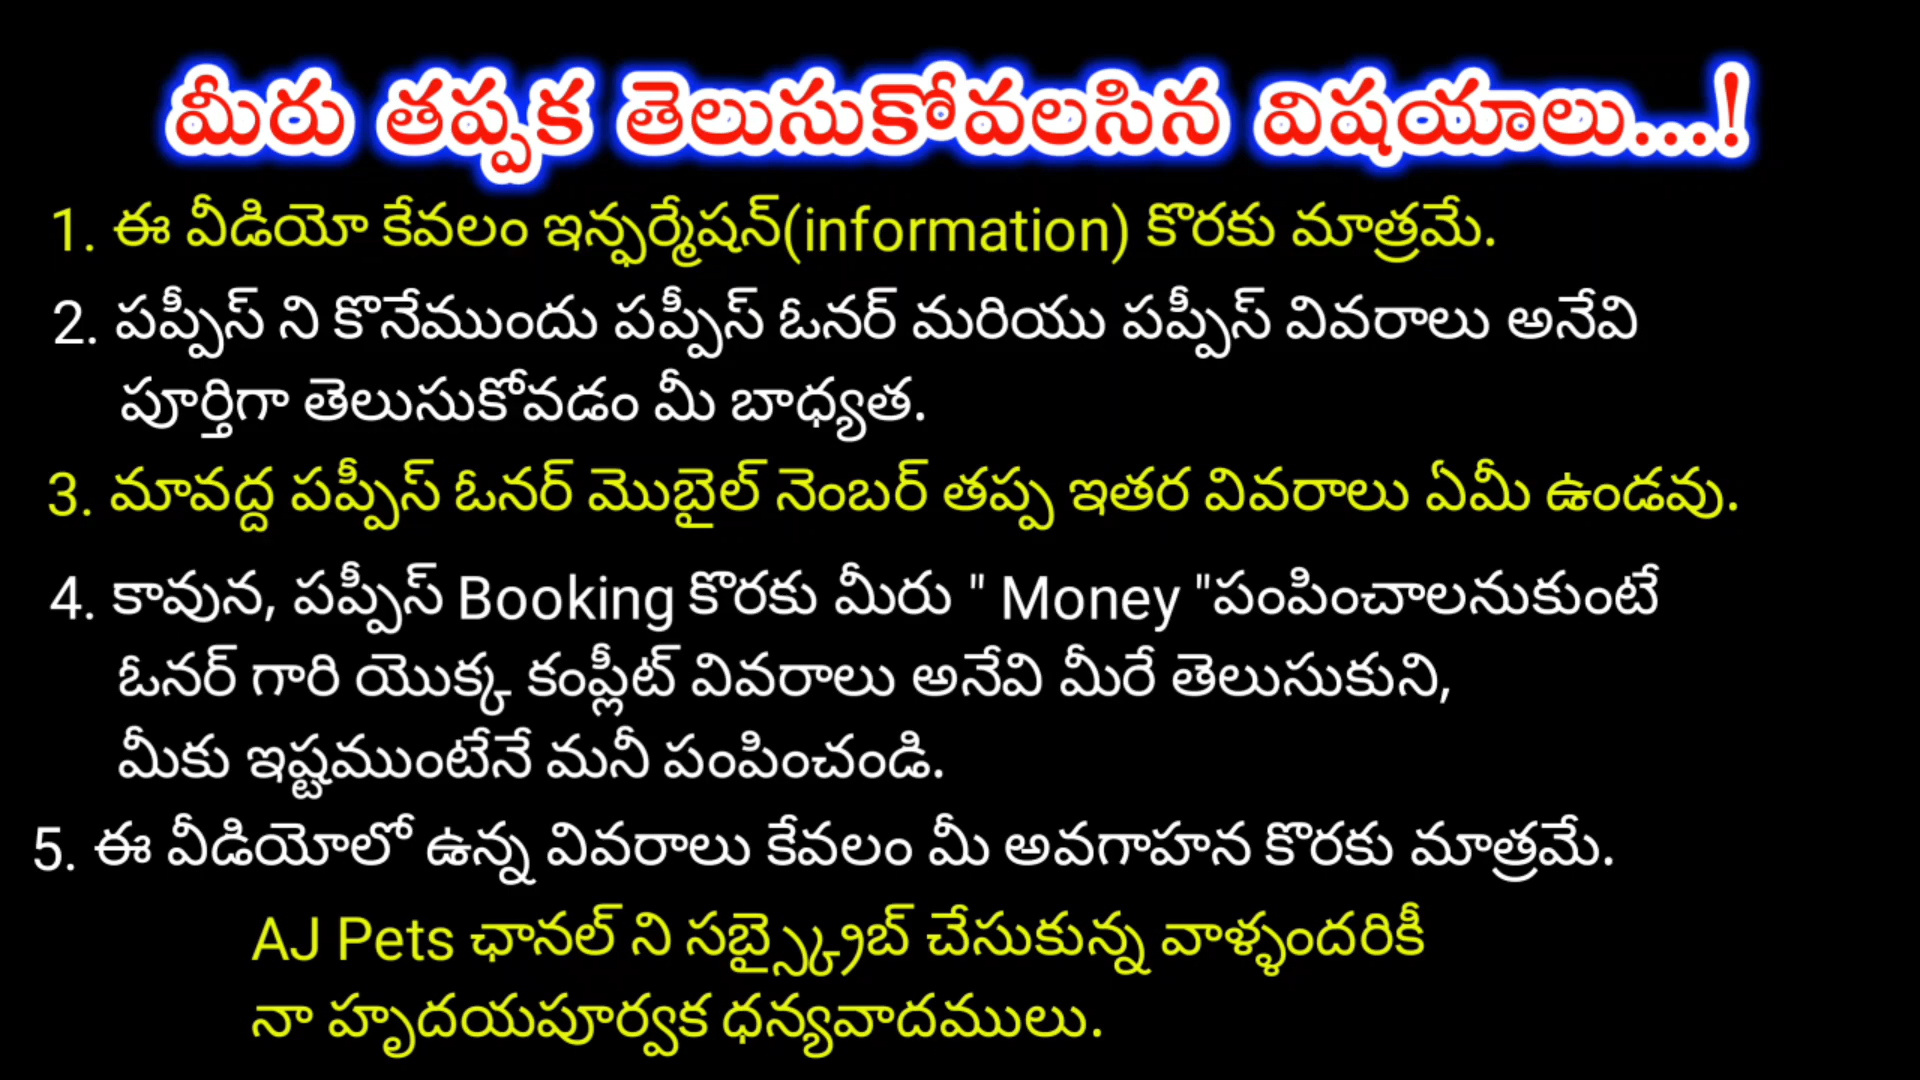 మీరు తప్పక తెలుసుకోవలసిన విషయాలు...!
1. ఈ వీడియో కేవలం ఇన్ఫర్మేషన్(information) కొరకు మాత్రమే.
2. పప్పీస్ ని కొనేముందు పప్పీస్ ఓనర్ మరియు పప్పీస్ వివరాలు అనేవి
పూర్తిగా తెలుసుకోవడం మీ బాధ్యత.
3. మావద్ద పప్పీస్ ఓనర్ మొబైల్ నెంబర్ తప్ప ఇతర వివరాలు ఏమీ ఉండవు.
4. కావున, పప్పీస్ Booking కొరకు మీరు " Money "పంపించాలనుకుంటే
ఓనర్ గారి యొక్క కంప్లీట్ వివరాలు అనేవి మీరే తెలుసుకుని,
మీకు ఇష్టముంటేనే మనీ పంపించండి.
5. ఈ వీడియోలో ఉన్న వివరాలు కేవలం మీ అవగాహన కొరకు మాత్రమే.
AJ Pets ఛానల్ ని సబ్స్క్రైబ్ చేసుకున్న వాళ్ళందరికీ
నా హృదయపూర్వక ధన్యవాదములు.